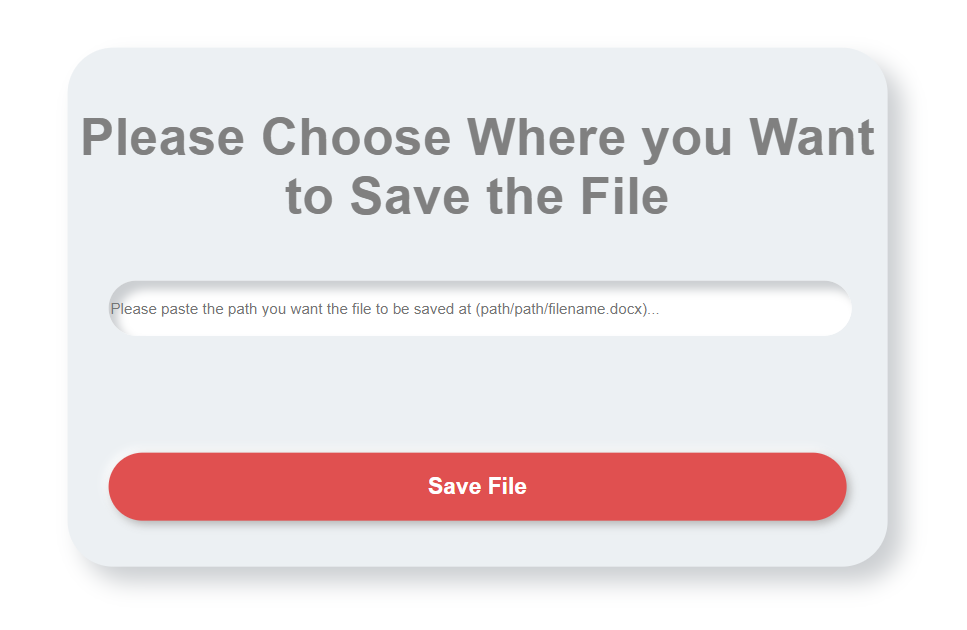 Please Choose Where you Want
to Save the File
Please paste the path you want the file to be saved at (path/path/filename.docx)...
Save File